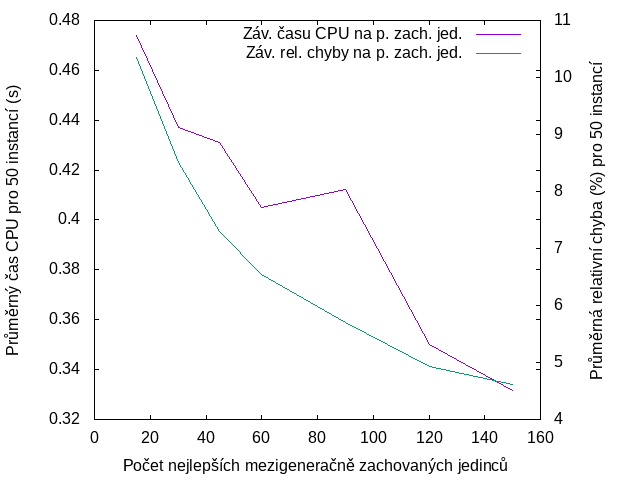 Záv. času CPU na p. zach. jed.
Záv. rel. chyby na p. zach. jed.
0.48
0.46
0.44
0.42
0.4
0.38
0.36
0.34
0.32
Průměrný čas CPU pro 50 instancí (s)
11
10
9
8
7
6
5
4
Průměrná relativní chyba (%) pro 50 instancí
0 20 40 60 80 100 120 140 160
Počet nejlepších mezigeneračně zachovaných jedinců